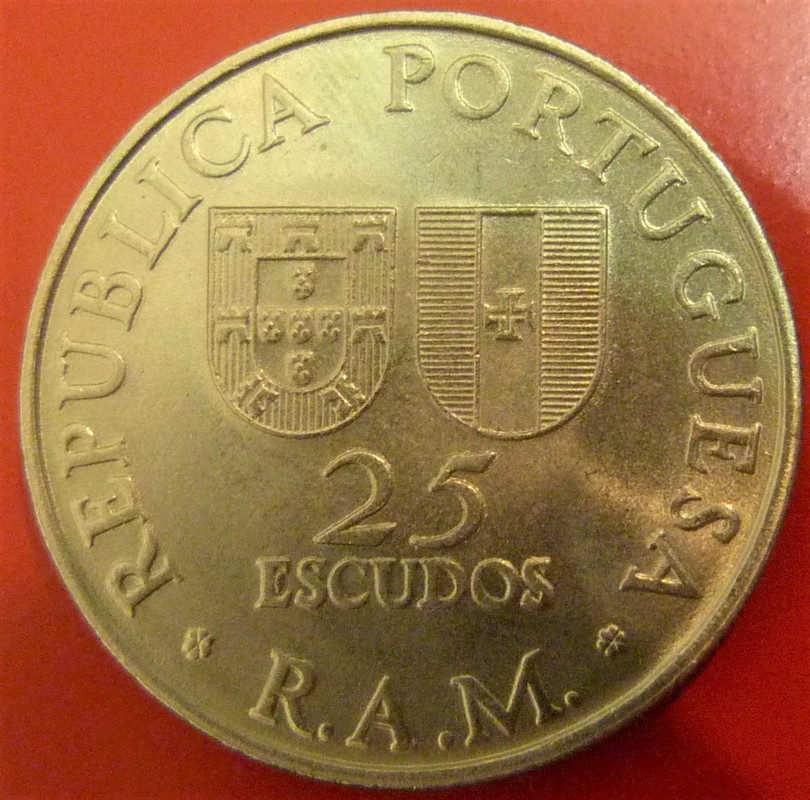 REPUBLICA PORTUGUESA
25
ESCUDOS
* R.A.M. *